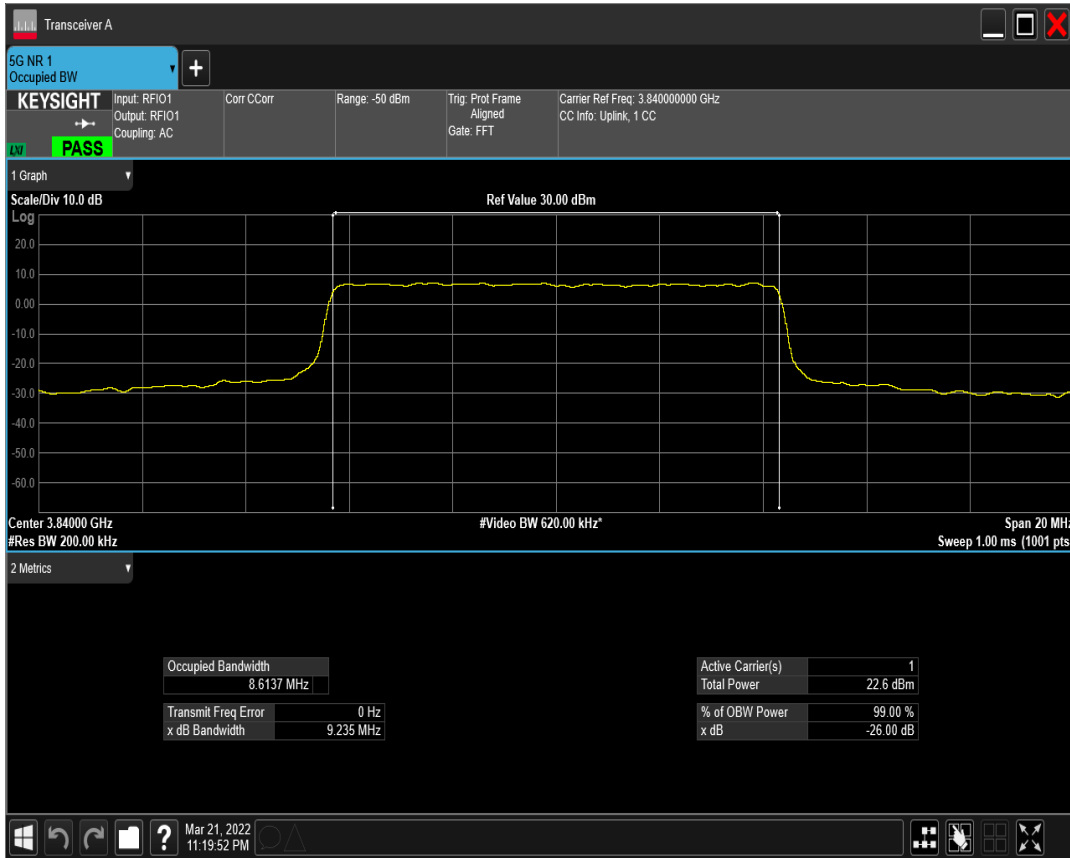 Transceiver A
5G NR 1
Occupied BW
KEYSIGHT
LXI
PASS
Input: RFIO1
Output: RFIO1
Coupling: AC
Corr CCorr
Range: -50 dBm
Trig: Prot Frame
Aligned
Gate: FFT
Carrier Ref Freq: 3.840000000 GHz
CC Info: Uplink, 1 CC
1 Graph
Scale/Div 10.0 dB
Ref Value 30.00 dBm
Log
20.0
10.0
0.00
-10.0
-20.0
-30.0
-40.0
-50.0
-60.0
Center 3.84000 GHz
#Video BW 620.00 kHz*
Span 20 MHz
#Res BW 200.00 kHz
Sweep 1.00 ms (1001 pts
2 Metrics
Occupied Bandwidth
8.6137 MHz
Transmit Freq Error 0 Hz
x dB Bandwidth 9.235 MHz
Active Carrier(s) 1
Total Power 22.6 dBm
% of OBW Power 99.00 %
x dB -26.00 dB
Mar 21, 2022
11:19:52 PM